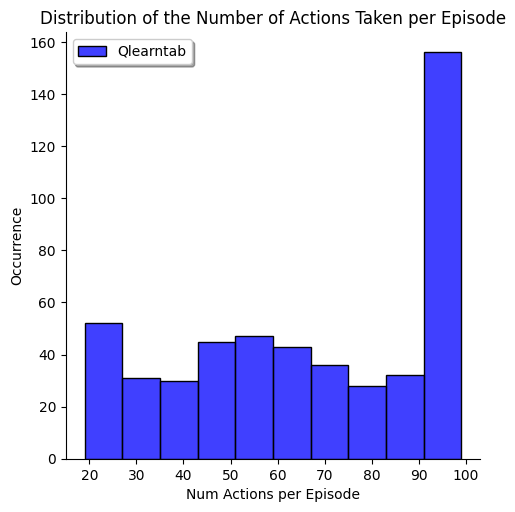 Distribution of the Number of Actions Taken per Episode
Qlearntab
160
140
120
100
80
60
40
20
0
Occurrence
20 30 40 50 60 70 80 90 100
Num Actions per Episode